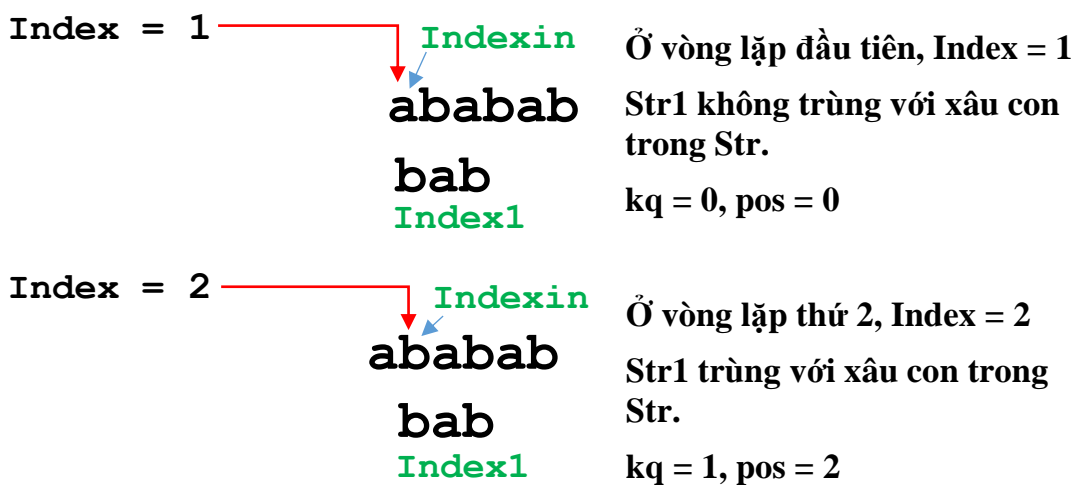 Index = 1
Indexin
ababab
bab
Index1
Ở vòng lặp đầu tiên, Index = 1
Str1 không trùng với xâu con
trong Str.
kq = 0, pos = 0
Index = 2
Indexin
ababab
bab
Index1
Ở vòng lặp thứ 2, Index = 2
Str1 trùng với xâu con trong
Str.
kq = 1, pos = 2